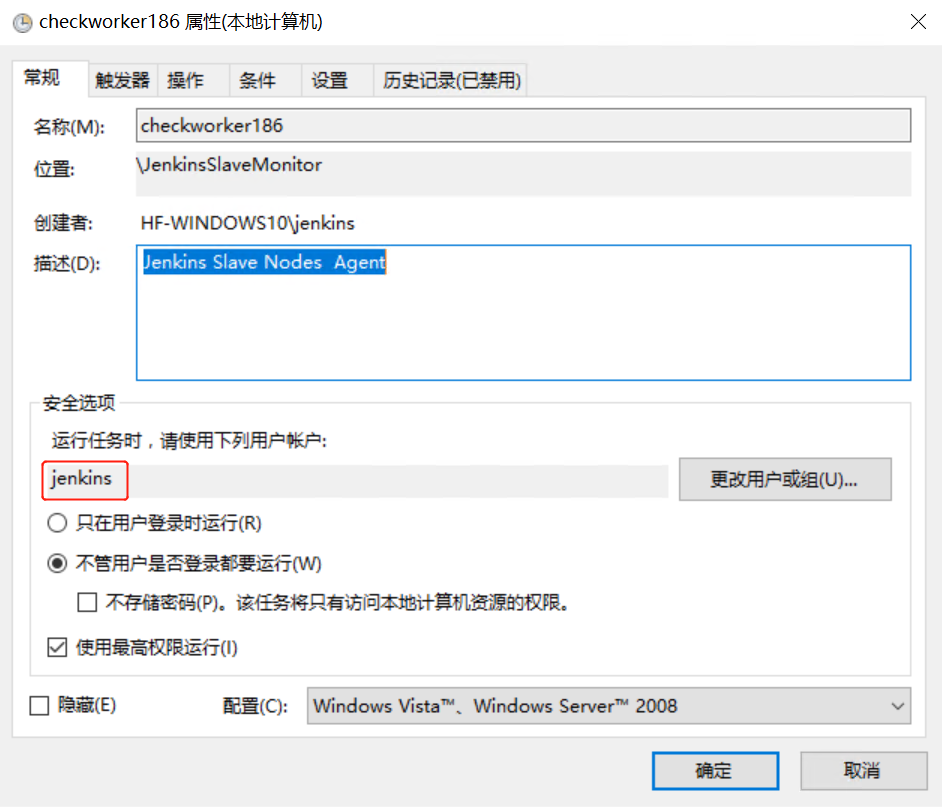 checkworker186 属性(本地计算机)
常规 触发器 操作 条件 设置 历史记录(已禁用)
名称(M): checkworker186
位置: \JenkinsSlaveMonitor
创建者: HF-WINDOWS10\jenkins
描述(D): Jenkins Slave Nodes  Agent
安全选项
运行任务时，请使用下列用户帐户:
jenkins 更改用户或组(U)...
只在用户登录时运行(R)
不管用户是否登录都要运行(W)
不存储密码(P)。该任务将只有访问本地计算机资源的权限。
使用最高权限运行(I)
隐藏(E) 配置(C): Windows Vista™、Windows Server™ 2008
确定 取消